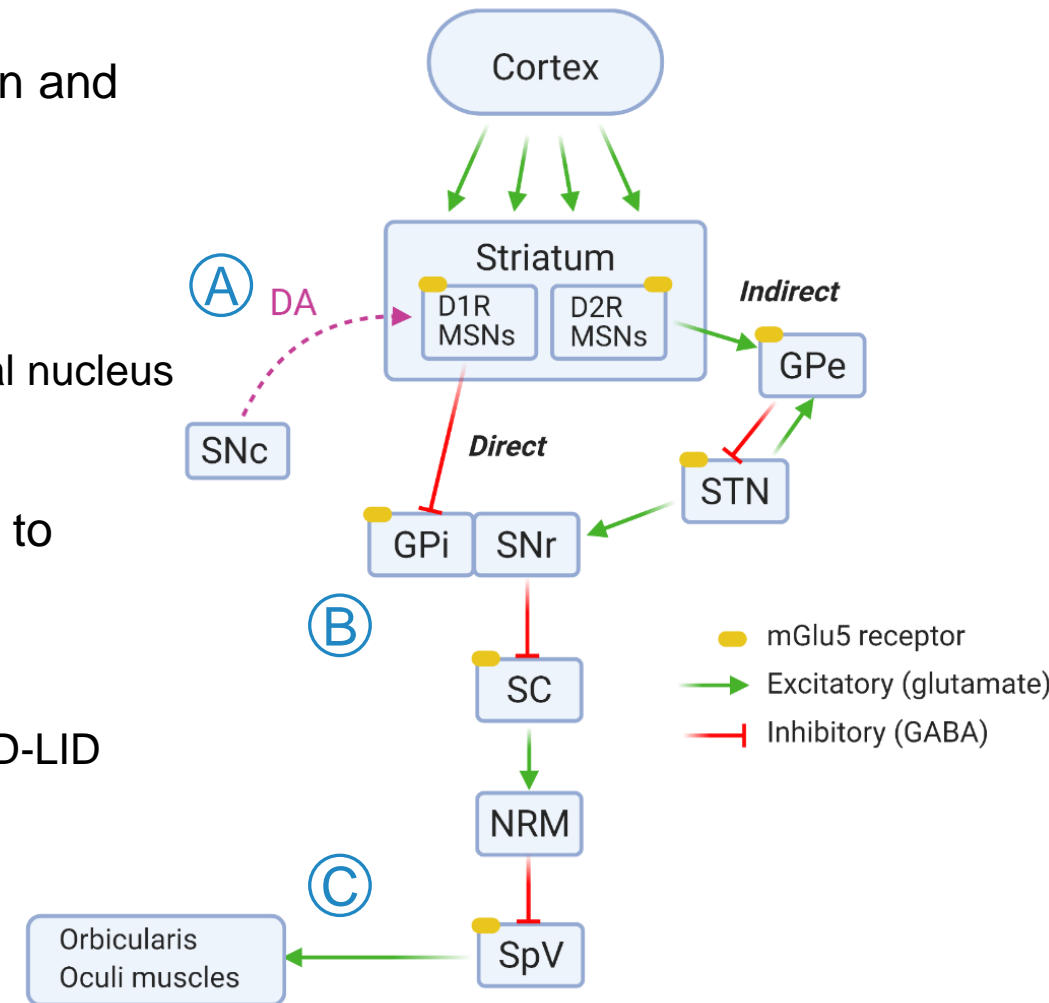 n and
al nucleus
to
D-LID
Cortex
Striatum
D1R
MSNs
D2R
MSNs
Indirect
GPe
A
DA
SNc
Direct
STN
GPi
SNr
B
SC
mGlu5 receptor
Excitatory (glutamate)
Inhibitory (GABA)
NRM
C
SpV
Orbicularis
Oculi muscles